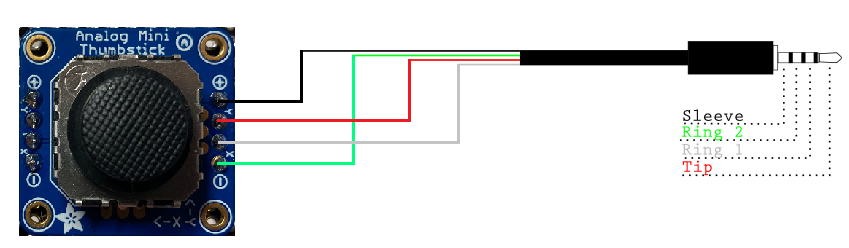 Analog Mini
Thumbstick
Y
Y
X
X
<-X->
Y
Sleeve
Ring 2
Ring 1
Tip